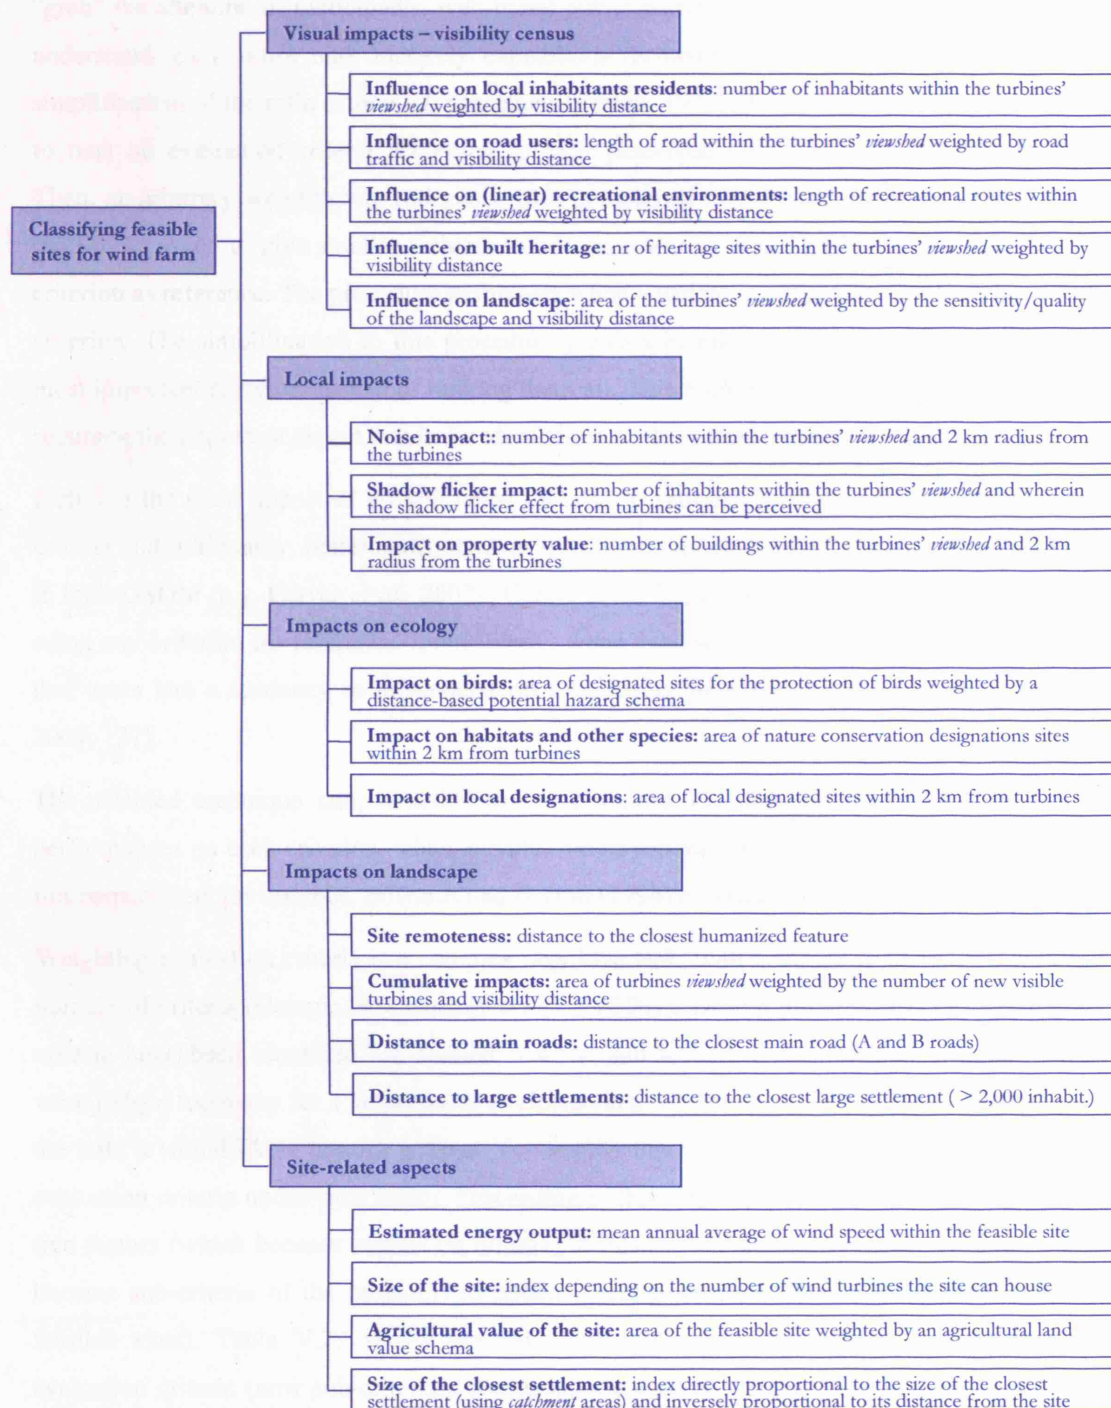 Visual impacts – visibility census
Influence on local inhabitants residents: number of inhabitants within the turbines'
viewshed weighted by visibility distance
Influence on road users: length of road within the turbines' viewshed weighted by road
traffic and visibility distance
Influence on (linear) recreational environments: length of recreational routes within
the turbines' viewshed weighted by visibility distance
Classifying feasible
sites for wind farm
Influence on built heritage: nr of heritage sites within the turbines' viewshed weighted by
visibility distance
Influence on landscape: area of the turbines' viewshed weighted by the sensitivity/quality
of the landscape and visibility distance
Local impacts
Noise impact:: number of inhabitants within the turbines' viewshed and 2 km radius from
the turbines
Shadow flicker impact: number of inhabitants within the turbines' viewshed and wherein
the shadow flicker effect from turbines can be perceived
Impact on property value: number of buildings within the turbines' viewshed and 2 km
radius from the turbines
Impacts on ecology
Impact on birds: area of designated sites for the protection of birds weighted by a
distance-based potential hazard schema
Impact on habitats and other species: area of nature conservation designations sites
within 2 km from turbines
Impact on local designations: area of local designated sites within 2 km from turbines
Impacts on landscape
Site remoteness: distance to the closest humanized feature
Cumulative impacts: area of turbines viewshed weighted by the number of new visible
turbines and visibility distance
Distance to main roads: distance to the closest main road (A and B roads)
Distance to large settlements: distance to the closest large settlement ( > 2,000 inhabit.)
Site-related aspects
Estimated energy output: mean annual average of wind speed within the feasible site
Size of the site: index depending on the number of wind turbines the site can house
Agricultural value of the site: area of the feasible site weighted by an agricultural land
value schema
Size of the closest settlement: index directly proportional to the size of the closest
settlement (using catchment areas) and inversely proportional to its distance from the site